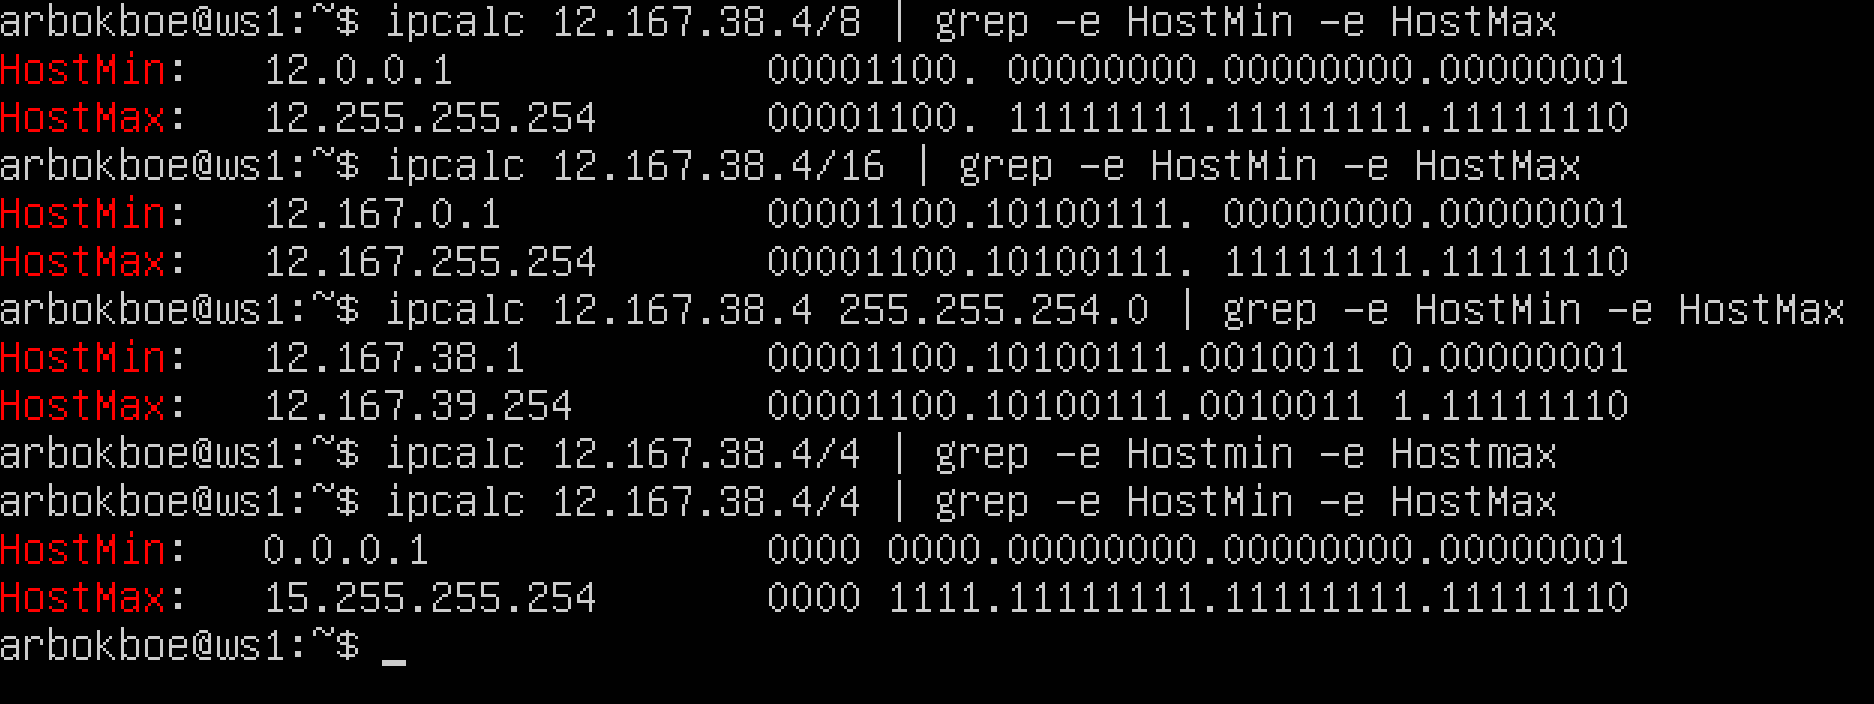 arbokboe@ws1:~$ ipcalc 12.167.38.4/8 | grep -e HostMin -e HostMax
HostMin:   12.0.0.1             00001100. 00000000.00000000.00000001
HostMax:   12.255.255.254       00001100. 11111111.11111111.11111110
arbokboe@ws1:~$ ipcalc 12.167.38.4/16 | grep -e HostMin -e HostMax
HostMin:   12.167.0.1           00001100.10100111. 00000000.00000001
HostMax:   12.167.255.254       00001100.10100111. 11111111.11111110
arbokboe@ws1:~$ ipcalc 12.167.38.4 255.255.254.0 | grep -e HostMin -e HostMax
HostMin:   12.167.38.1          00001100.10100111.0010011 0.00000001
HostMax:   12.167.39.254        00001100.10100111.0010011 1.11111110
arbokboe@ws1:~$ ipcalc 12.167.38.4/4 | grep -e Hostmin -e Hostmax
arbokboe@ws1:~$ ipcalc 12.167.38.4/4 | grep -e HostMin -e HostMax
HostMin:   0.0.0.1              0000 0000.00000000.00000000.00000001
HostMax:   15.255.255.254       0000 1111.11111111.11111111.11111110
arbokboe@ws1:~$ _